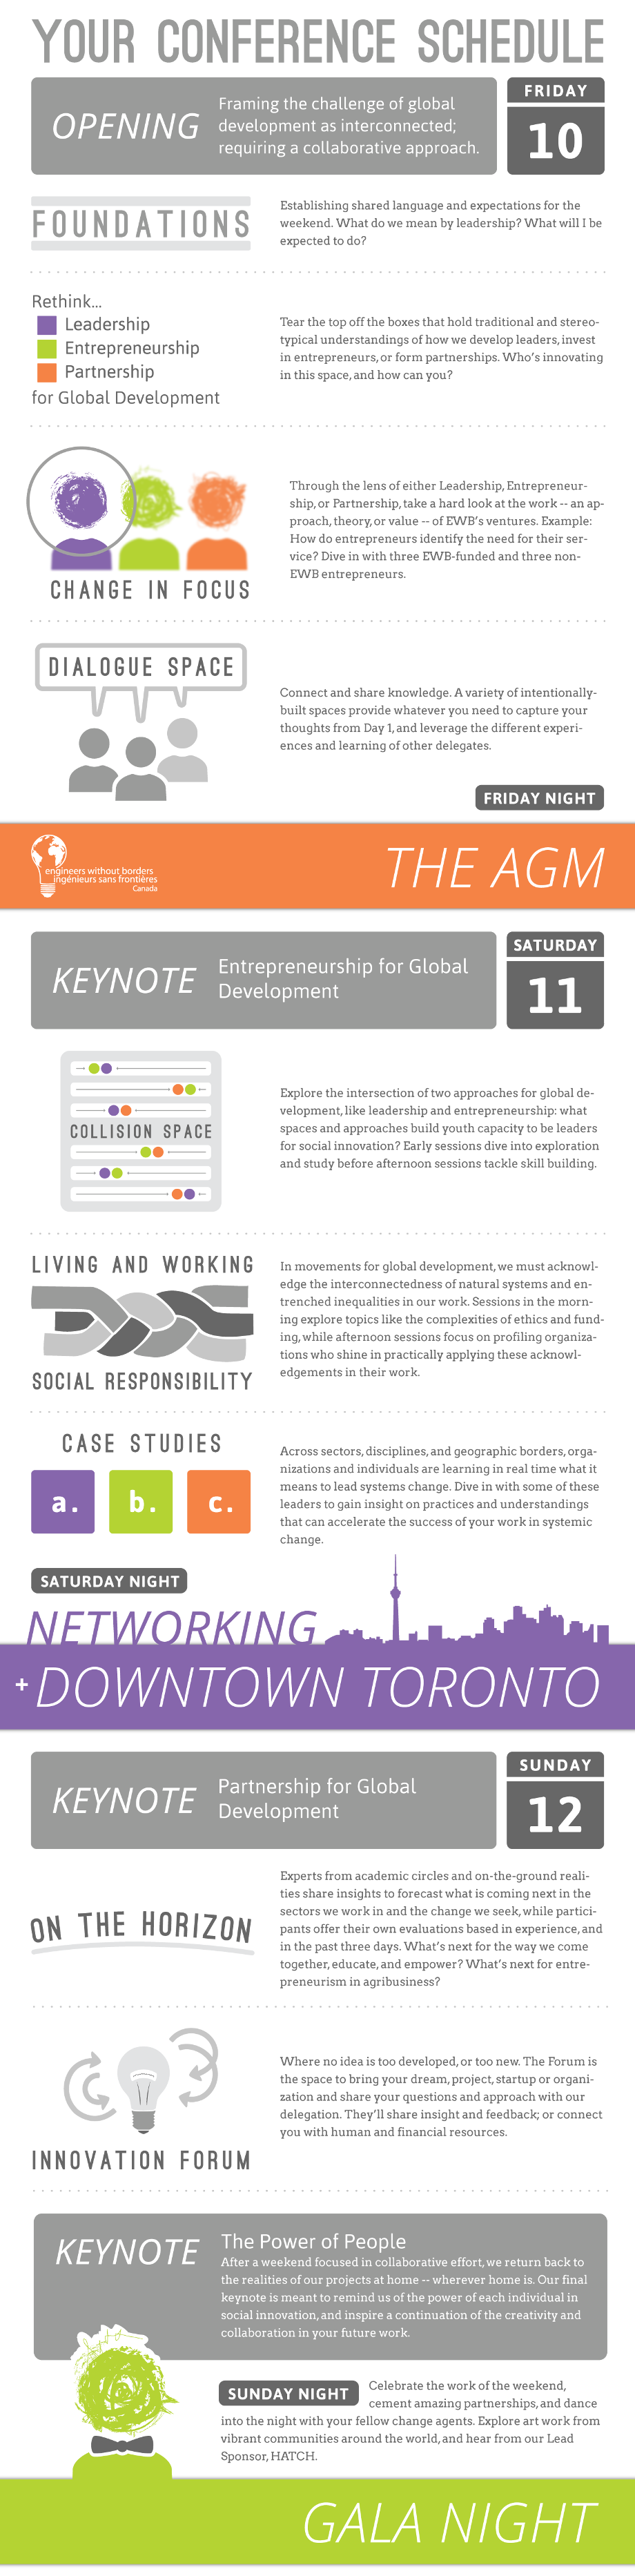 YOUR CONFERENCE SCHEDULE
OPENING
Framing the challenge of global
development as interconnected;
requiring a collaborative approach.
FRIDAY
10
FOUNDATIONS
Establishing shared language and expectations for the
weekend. What do we mean by leadership? What will I be
expected to do?
Rethink...
Leadership
Entrepreneurship
Partnership
for Global Development
Tear the top off the boxes that hold traditional and stereo-
typical understandings of how we develop leaders, invest
in entrepreneurs, or form partnerships. Who's innovating
in this space, and how can you?
CHANGE IN FOCUS
Through the lens of either Leadership, Entrepreneur-
ship, or Partnership, take a hard look at the work -- an ap-
proach, theory, or value -- of EWB's ventures. Example:
How do entrepreneurs identify the need for their ser-
vice? Dive in with three EWB-funded and three non-
EWB entrepreneurs.
DIALOGUE SPACE
Connect and share knowledge. A variety of intentionally-
built spaces provide whatever you need to capture your
thoughts from Day 1, and leverage the different experi-
ences and learning of other delegates.
FRIDAY NIGHT
engineers without borders
ingénieurs sans frontières
Canada
THE AGM
KEYNOTE
Entrepreneurship for Global
Development
SATURDAY
11
COLLISION SPACE
Explore the intersection of two approaches for global de-
velopment, like leadership and entrepreneurship: what
spaces and approaches build youth capacity to be leaders
for social innovation? Early sessions dive into exploration
and study before afternoon sessions tackle skill building.
LIVING AND WORKING
SOCIAL RESPONSIBILITY
In movements for global development, we must acknowl-
edge the interconnectedness of natural systems and en-
trenched inequalities in our work. Sessions in the morn-
ing explore topics like the complexities of ethics and fund-
ing, while afternoon sessions focus on profiling organiza-
tions who shine in practically applying these acknowl-
edgements in their work.
CASE STUDIES
a. b. c.
Across sectors, disciplines, and geographic borders, orga-
nizations and individuals are learning in real time what it
means to lead systems change. Dive in with some of these
leaders to gain insight on practices and understandings
that can accelerate the success of your work in systemic
change.
SATURDAY NIGHT
NETWORKING
+ DOWNTOWN TORONTO
KEYNOTE
Partnership for Global
Development
SUNDAY
12
ON THE HORIZON
Experts from academic circles and on-the-ground reali-
ties share insights to forecast what is coming next in the
sectors we work in and the change we seek, while partici-
pants offer their own evaluations based in experience, and
in the past three days. What's next for the way we come
together, educate, and empower? What's next for entre-
preneurism in agribusiness?
INNOVATION FORUM
Where no idea is too developed, or too new. The Forum is
the space to bring your dream, project, startup or organi-
zation and share your questions and approach with our
delegation. They'll share insight and feedback; or connect
you with human and financial resources.
KEYNOTE
The Power of People
After a weekend focused in collaborative effort, we return back to
the realities of our projects at home -- wherever home is. Our final
keynote is meant to remind us of the power of each individual in
social innovation, and inspire a continuation of the creativity and
collaboration in your future work.
SUNDAY NIGHT
Celebrate the work of the weekend,
cement amazing partnerships, and dance
into the night with your fellow change agents. Explore art work from
vibrant communities around the world, and hear from our Lead
Sponsor, HATCH.
GALA NIGHT